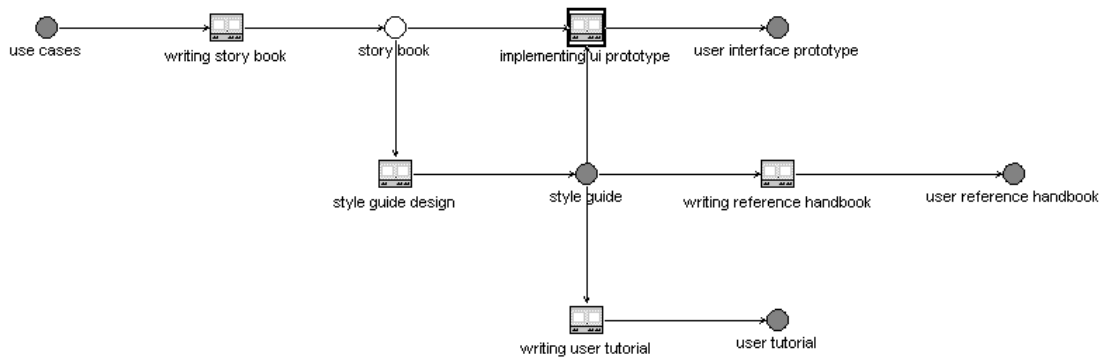 use cases
writing story book
story book
implementing ui prototype
user interface prototype
style guide design
style guide
writing reference handbook
user reference handbook
writing user tutorial
user tutorial